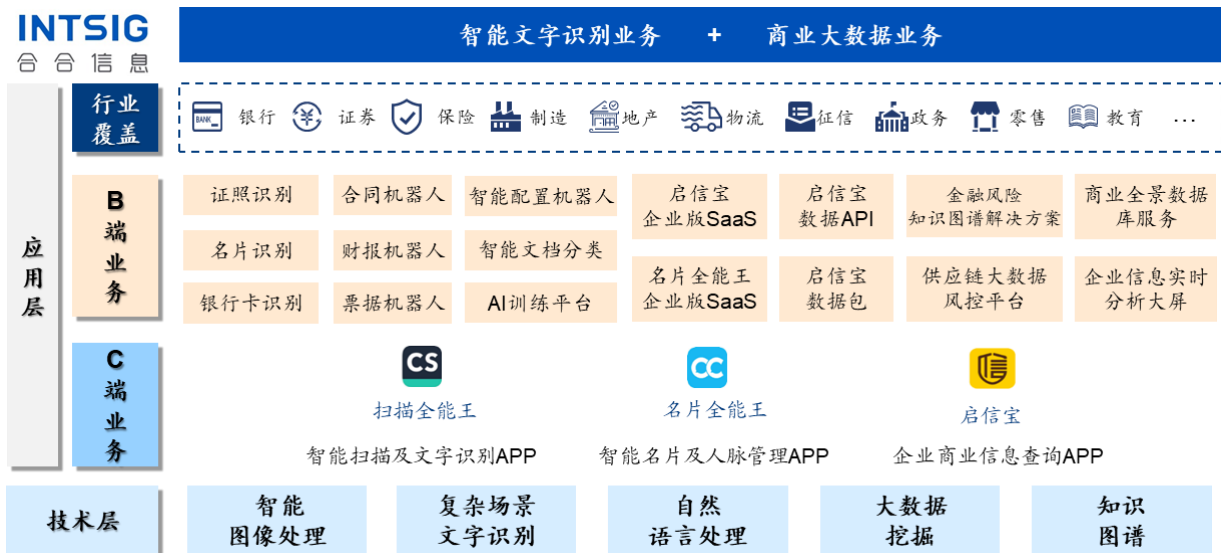 INTSIG
合合信息
智能文字识别业务 + 商业大数据业务
应用层
行业
覆盖
BANK
银行 证券 保险 制造 地产 物流 征信 政务 零售 教育 ...
B端业务
证照识别 合同机器人 智能配置机器人
名片识别 财报机器人 智能文档分类
银行卡识别 票据机器人 AI训练平台
启信宝
企业版SaaS
启信宝
数据API
金融风险
知识图谱解决方案
商业全景数据
库服务
名片全能王
企业版SaaS
启信宝
数据包
供应链大数据
风控平台
企业信息实时
分析大屏
C端业务
CS
扫描全能王
智能扫描及文字识别APP
CC
名片全能王
智能名片及人脉管理APP
启信宝
企业商业信息查询APP
技术层
智能
图像处理
复杂场景
文字识别
自然
语言处理
大数据
挖掘
知识
图谱